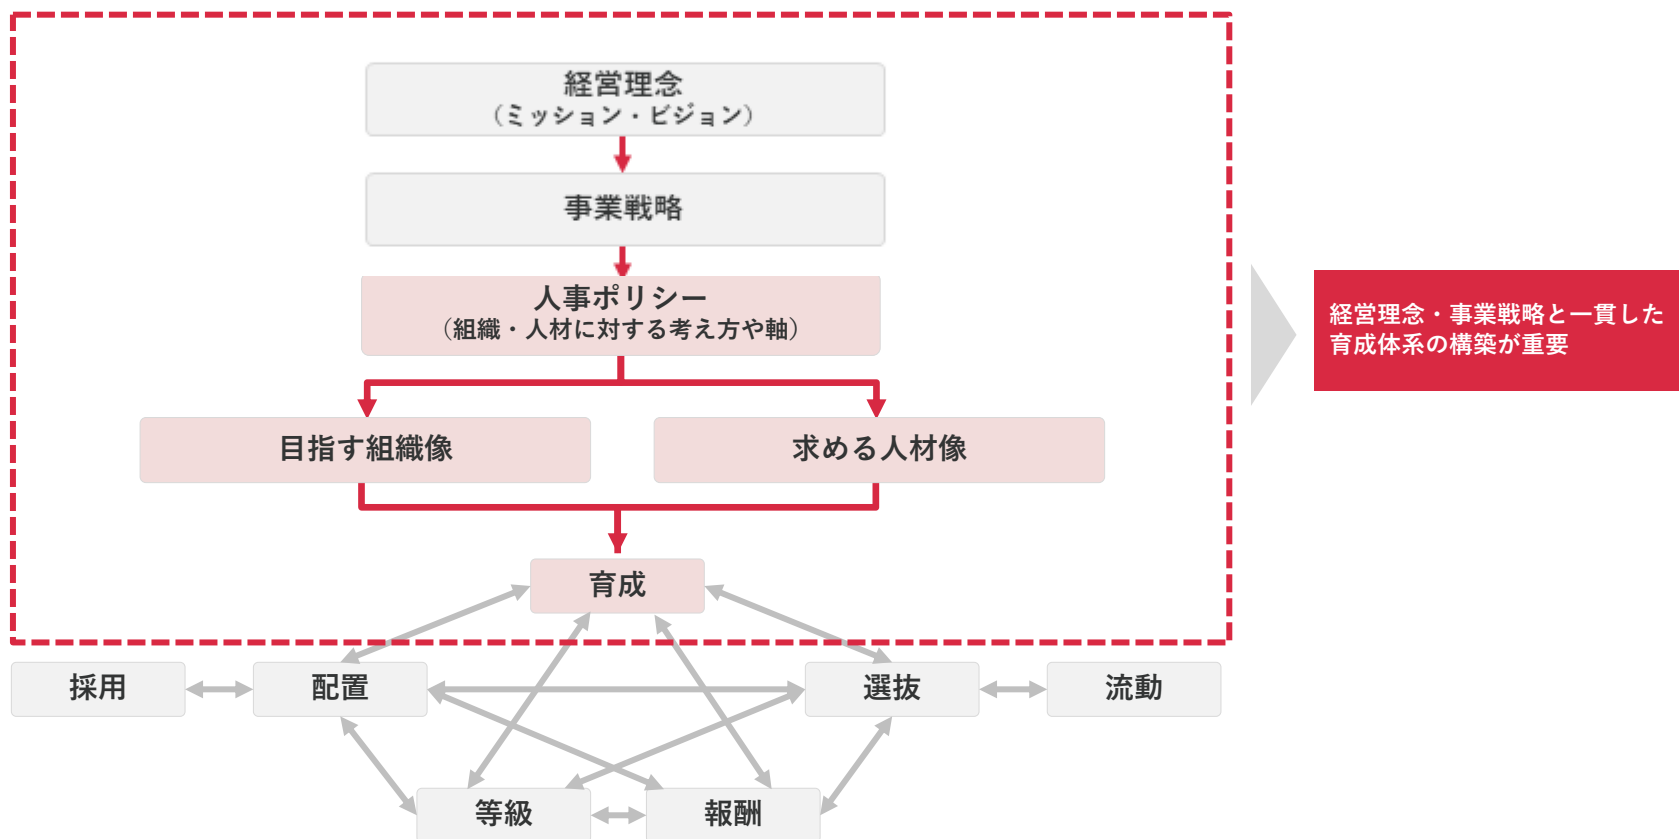 経営理念
（ミッション・ビジョン）
事業戦略
人事ポリシー
（組織・人材に対する考え方や軸）
経営理念・事業戦略と一貫した
育成体系の構築が重要
目指す組織像
求める人材像
育成
採用
配置
選抜
流動
等級
報酬